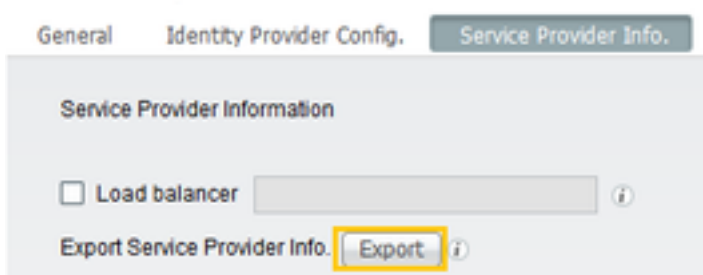 General Identity Provider Config. Service Provider Info.
Service Provider Information
Load balancer
Export Service Provider Info. Export